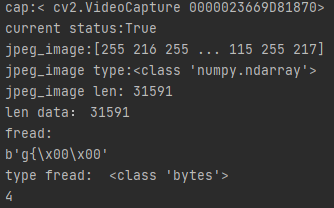 cap:< cv2.VideoCapture 0000023669D81870>
current status:True
jpeg_image:[255 216 255 ... 115 255 217]
jpeg_image type:<class 'numpy.ndarray'>
jpeg_image len: 31591
len data:  31591
fread:
b'g{\x00\x00'
type fread:  <class 'bytes'>
4